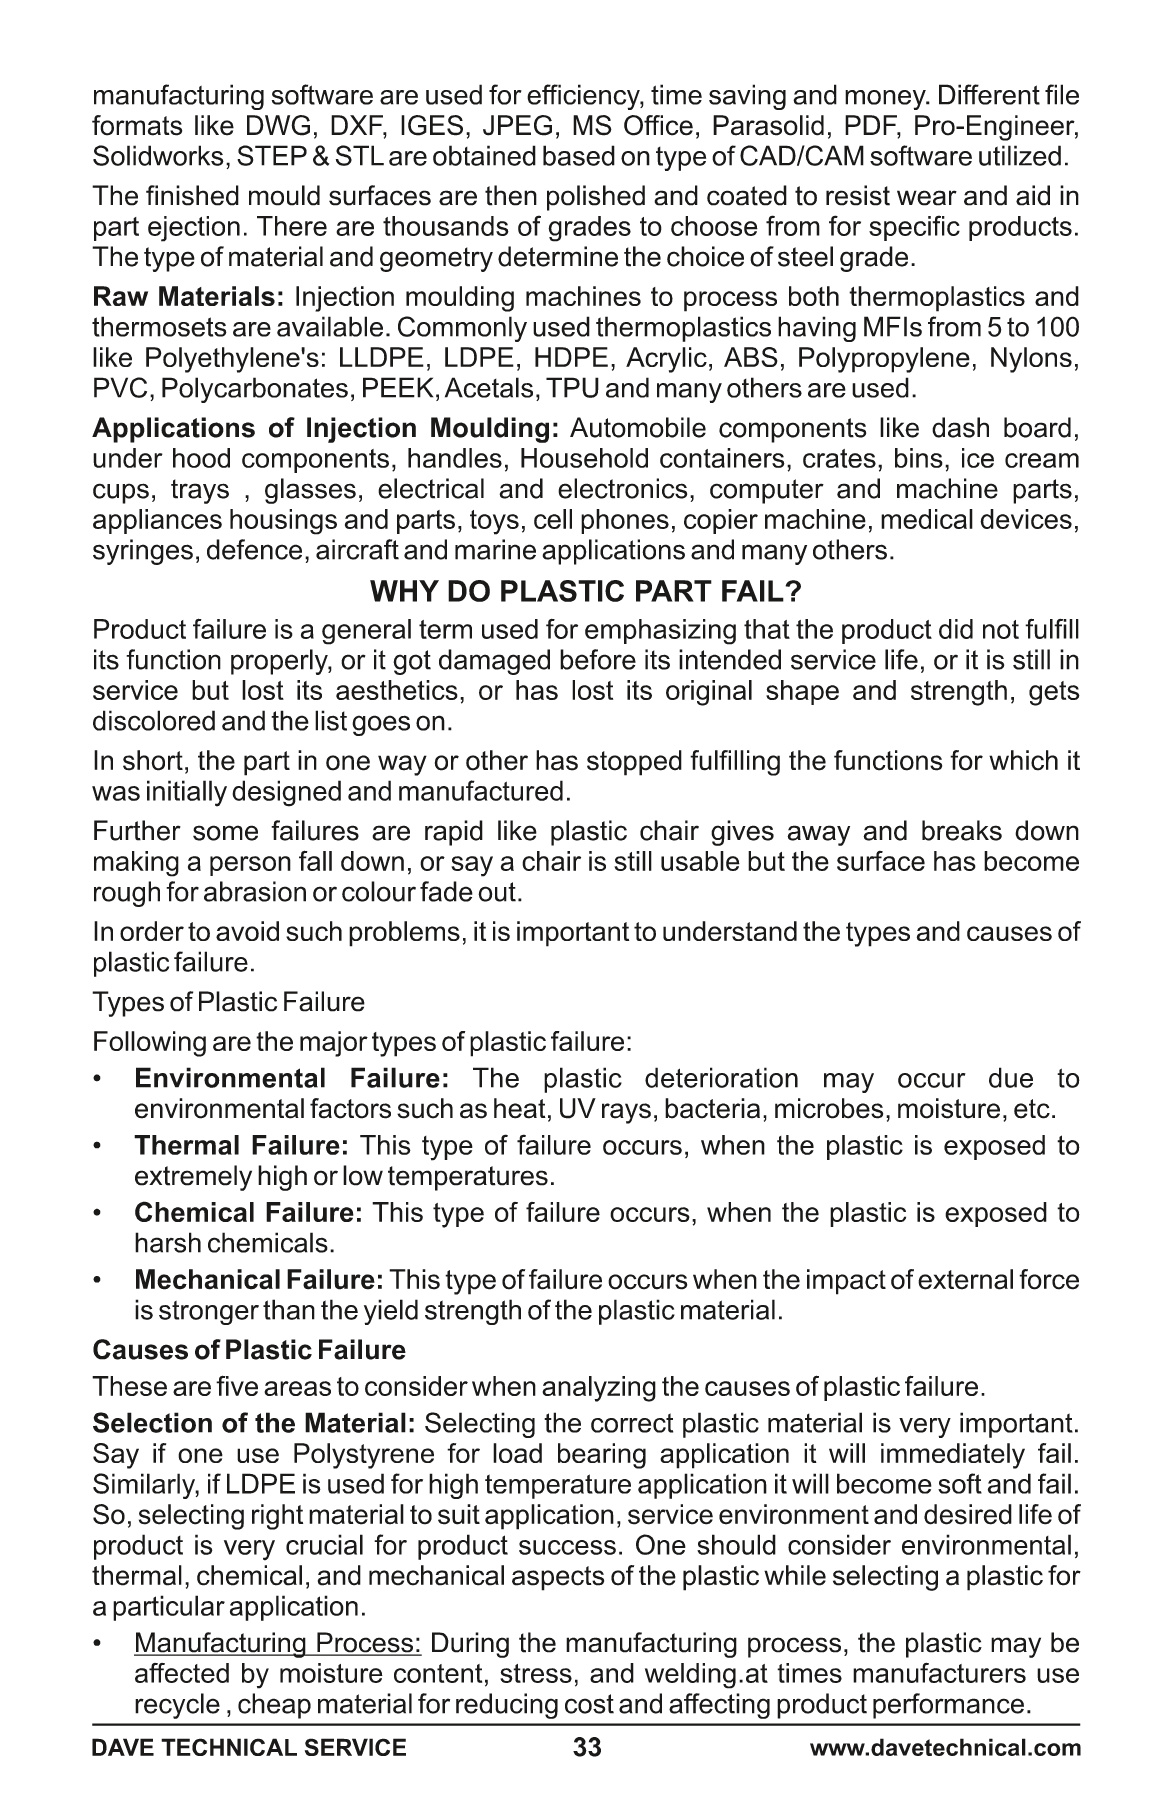 manufacturing software are used for efficiency, time saving and money. Different file
formats like DWG, DXF, IGES, JPEG, MS Office, Parasolid, PDF, Pro-Engineer,
Solidworks, STEP & STL are obtained based on type of CAD/CAM software utilized.
The finished mould surfaces are then polished and coated to resist wear and aid in
part ejection. There are thousands of grades to choose from for specific products.
The type of material and geometry determine the choice of steel grade.
Raw Materials: Injection moulding machines to process both thermoplastics and
thermosets are available. Commonly used thermoplastics having MFIs from 5 to 100
like Polyethylene's: LLDPE, LDPE, HDPE, Acrylic, ABS, Polypropylene, Nylons,
PVC, Polycarbonates, PEEK, Acetals, TPU and many others are used.
Applications of Injection Moulding: Automobile components like dash board,
under hood components, handles, Household containers, crates, bins, ice cream
cups, trays , glasses, electrical and electronics, computer and machine parts,
appliances housings and parts, toys, cell phones, copier machine, medical devices,
syringes, defence, aircraft and marine applications and many others.
WHY DO PLASTIC PART FAIL?
Product failure is a general term used for emphasizing that the product did not fulfill
its function properly, or it got damaged before its intended service life, or it is still in
service but lost its aesthetics, or has lost its original shape and strength, gets
discolored and the list goes on.
In short, the part in one way or other has stopped fulfilling the functions for which it
was initially designed and manufactured.
Further some failures are rapid like plastic chair gives away and breaks down
making a person fall down, or say a chair is still usable but the surface has become
rough for abrasion or colour fade out.
In order to avoid such problems, it is important to understand the types and causes of
plastic failure.
Types of Plastic Failure
Following are the major types of plastic failure:
• Environmental Failure: The plastic deterioration may occur due to
environmental factors such as heat, UV rays, bacteria, microbes, moisture, etc.
• Thermal Failure: This type of failure occurs, when the plastic is exposed to
extremely high or low temperatures.
• Chemical Failure: This type of failure occurs, when the plastic is exposed to
harsh chemicals.
• Mechanical Failure: This type of failure occurs when the impact of external force
is stronger than the yield strength of the plastic material.
Causes of Plastic Failure
These are five areas to consider when analyzing the causes of plastic failure.
Selection of the Material: Selecting the correct plastic material is very important.
Say if one use Polystyrene for load bearing application it will immediately fail.
Similarly, if LDPE is used for high temperature application it will become soft and fail.
So, selecting right material to suit application, service environment and desired life of
product is very crucial for product success. One should consider environmental,
thermal, chemical, and mechanical aspects of the plastic while selecting a plastic for
a particular application.
• Manufacturing Process: During the manufacturing process, the plastic may be
affected by moisture content, stress, and welding.at times manufacturers use
recycle , cheap material for reducing cost and affecting product performance.
DAVE TECHNICAL SERVICE 33 www.davetechnical.com